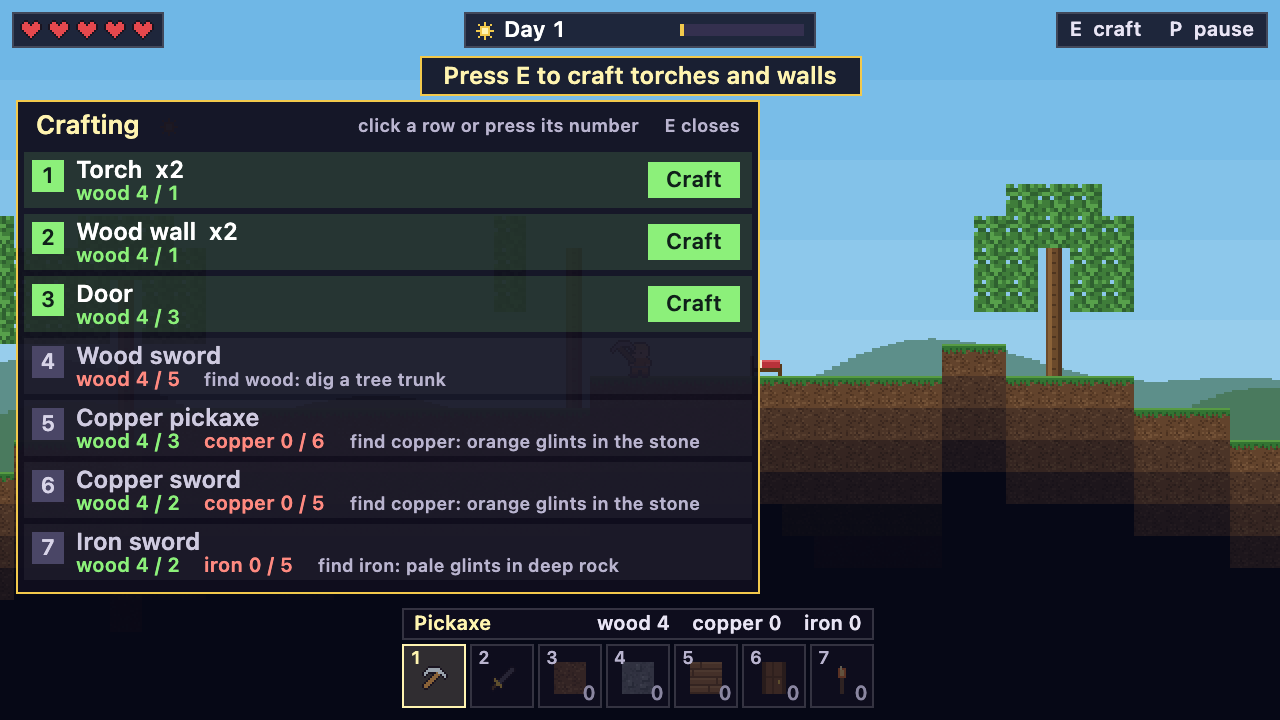 Day 1
E craft P pause
Press E to craft torches and walls
Crafting click a row or press its number E closes
1 Torch x2 Craft
wood 4 / 1
2 Wood wall x2 Craft
wood 4 / 1
3 Door Craft
wood 4 / 3
4 Wood sword
wood 4 / 5 find wood: dig a tree trunk
5 Copper pickaxe
wood 4 / 3 copper 0 / 6 find copper: orange glints in the stone
6 Copper sword
wood 4 / 2 copper 0 / 5 find copper: orange glints in the stone
7 Iron sword
wood 4 / 2 iron 0 / 5 find iron: pale glints in deep rock
Pickaxe wood 4 copper 0 iron 0
1 2 3 4 5 6 7
0 0 0 0 0